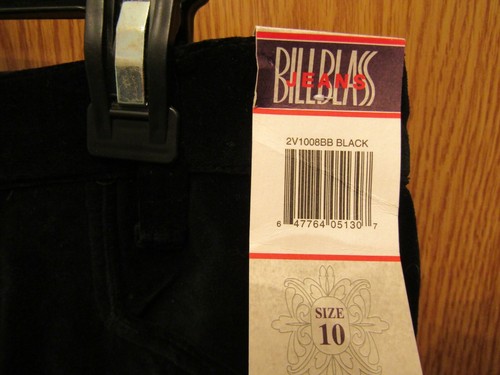 BILL BLASS
JEANS
2V1008BB BLACK
6 47764 05130 7
SIZE
10